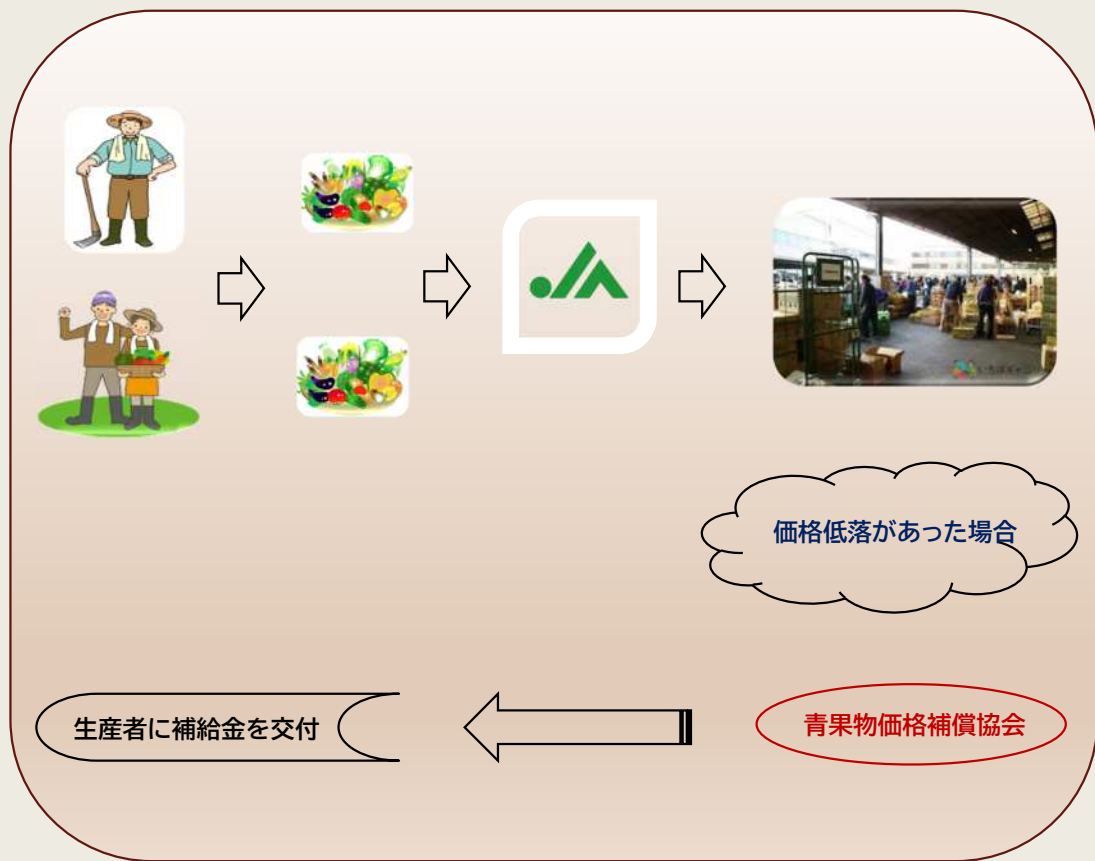 JA
価格低落があった場合
生産者に補給金を交付
青果物価格補償協会